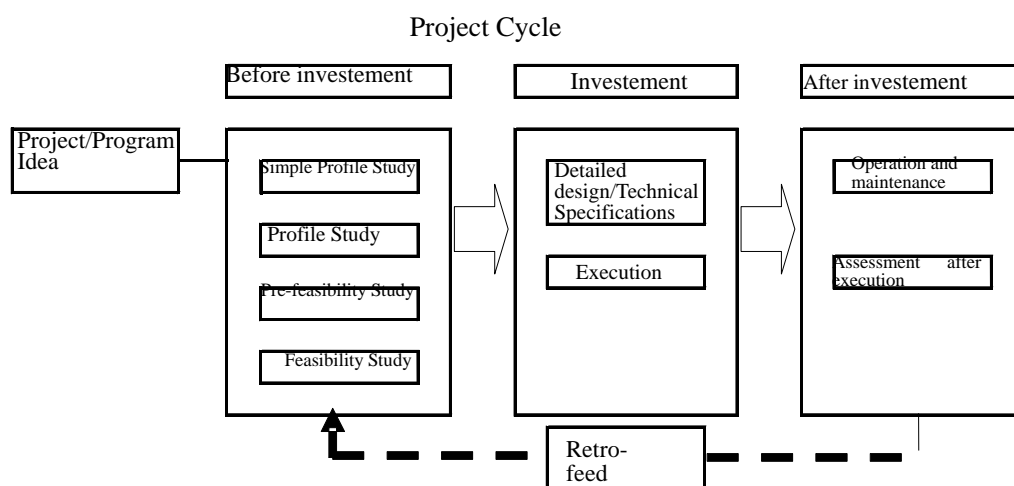 Project Cycle
Before investement
Investement
After investement
Project/Program
Idea
Simple Profile Study
Profile Study
Pre-feasibility Study
Feasibility Study
Detailed
design/Technical
Specifications
Execution
Operation and
maintenance
Assessment after
execution
Retro-
feed